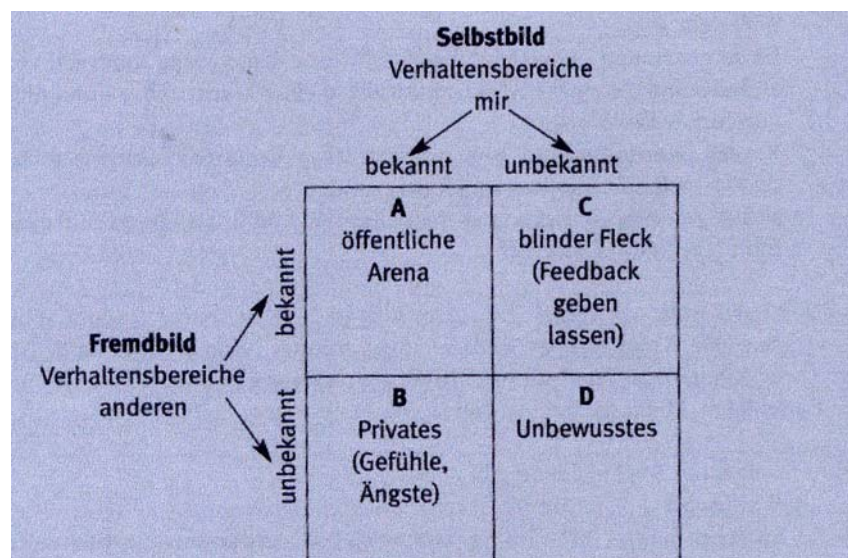 Selbstbild
Verhaltensbereiche
mir
bekannt unbekannt
A
öffentliche
Arena
C
blinder Fleck
(Feedback
geben
lassen)
bekannt
Fremdbild
Verhaltensbereiche
anderen
unbekannt
B
Privates
(Gefühle,
Ängste)
D
Unbewusstes